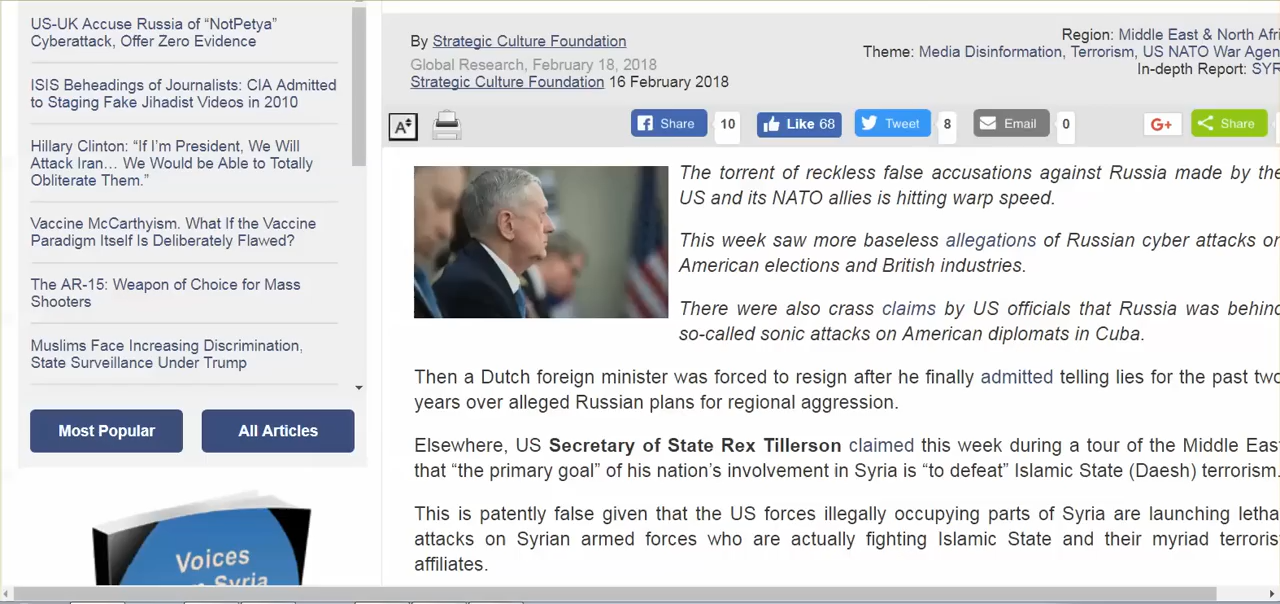 US-UK Accuse Russia of “NotPetya”
Cyberattack, Offer Zero Evidence
ISIS Beheadings of Journalists: CIA Admitted
to Staging Fake Jihadist Videos in 2010
Hillary Clinton: “If I’m President, We Will
Attack Iran… We Would be Able to Totally
Obliterate Them.”
Vaccine McCarthyism. What If the Vaccine
Paradigm Itself Is Deliberately Flawed?
The AR-15: Weapon of Choice for Mass
Shooters
Muslims Face Increasing Discrimination,
State Surveillance Under Trump
Most Popular
All Articles
Voices
Syria
By Strategic Culture Foundation
Global Research, February 18, 2018
Strategic Culture Foundation 16 February 2018
Region: Middle East & North
Theme: Media Disinformation, Terrorism, US NATO War
In-depth Report:
A
Share 10
Like 68
Tweet 8
Email 0
G+
Share
The torrent of reckless false accusations against Russia made by the
US and its NATO allies is hitting warp speed.
This week saw more baseless allegations of Russian cyber attacks on
American elections and British industries.
There were also crass claims by US officials that Russia was behind
so-called sonic attacks on American diplomats in Cuba.
Then a Dutch foreign minister was forced to resign after he finally admitted telling lies for the past two
years over alleged Russian plans for regional aggression.
Elsewhere, US Secretary of State Rex Tillerson claimed this week during a tour of the Middle East
that “the primary goal” of his nation’s involvement in Syria is “to defeat” Islamic State (Daesh) terrorism.
This is patently false given that the US forces illegally occupying parts of Syria are launching lethal
attacks on Syrian armed forces who are actually fighting Islamic State and their myriad terrorist
affiliates.